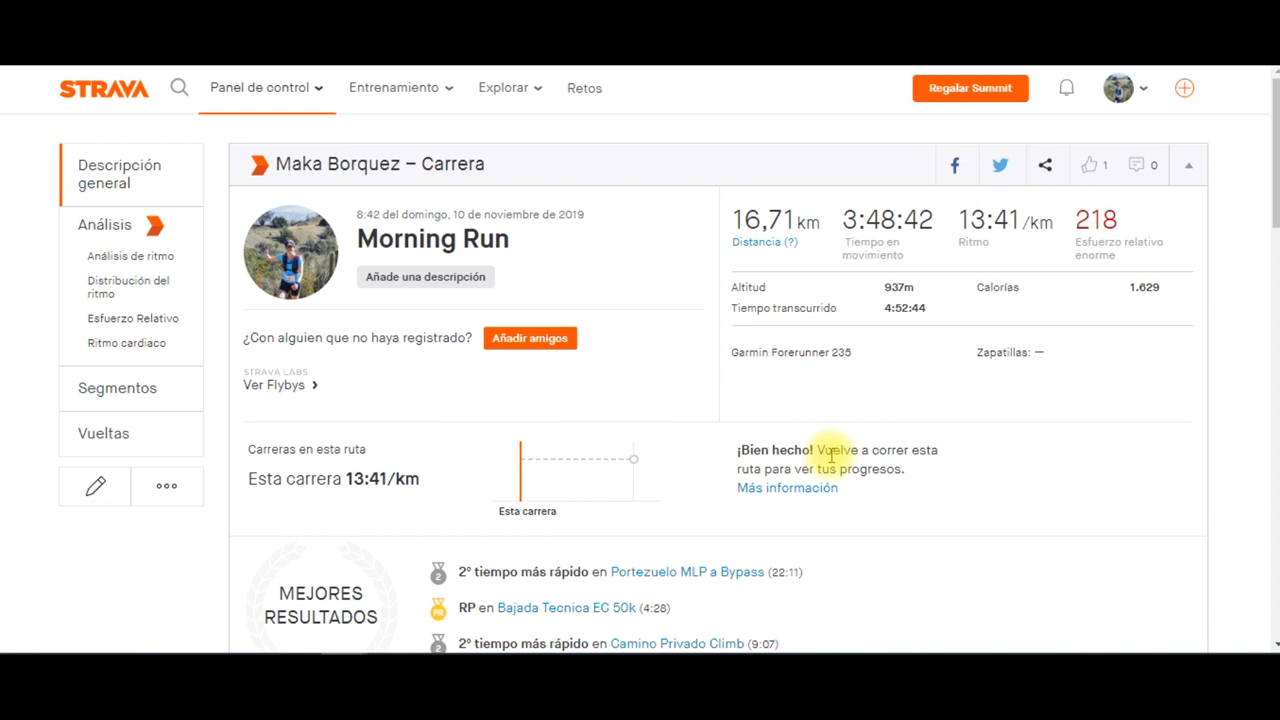 STRAVA
Panel de control
Entrenamiento
Explorar
Retos
Regalar Summit
Descripción
general
Análisis
Análisis de ritmo
Distribución del
ritmo
Esfuerzo Relativo
Ritmo cardiaco
Segmentos
Vueltas
Maka Borquez – Carrera
1
0
8:42 del domingo, 10 de noviembre de 2019
Morning Run
Añade una descripción
¿Con alguien que no haya registrado?
Añadir amigos
STRAVA LABS
Ver Flybys
16,71 km
Distancia (?)
3:48:42
Tiempo en
movimiento
13:41 /km
Ritmo
218
Esfuerzo relativo
enorme
Altitud 937m
Calorías 1.629
Tiempo transcurrido 4:52:44
Garmin Forerunner 235
Zapatillas: —
Carreras en esta ruta
Esta carrera 13:41/km
Esta carrera
¡Bien hecho! Vuelve a correr esta
ruta para ver tus progresos.
Más información
MEJORES
RESULTADOS
2
2º tiempo más rápido en Portezuelo MLP a Bypass (22:11)
PR
RP en Bajada Tecnica EC 50k (4:28)
2
2º tiempo más rápido en Camino Privado Climb (9:07)